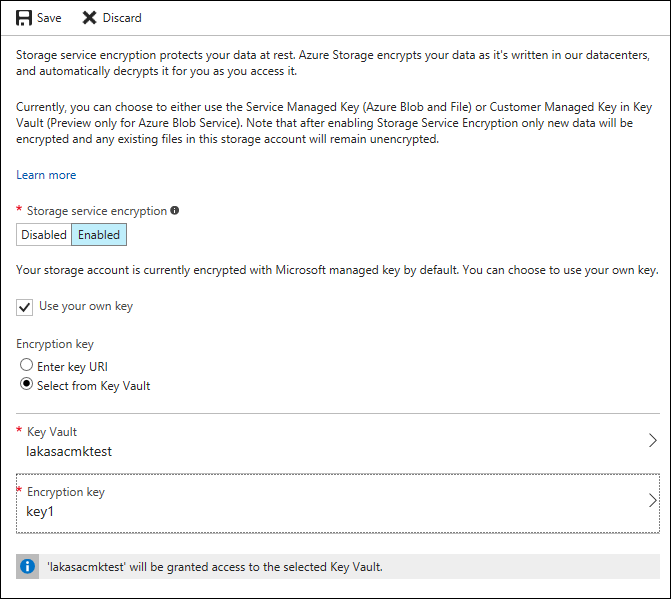 Save Discard
Storage service encryption protects your data at rest. Azure Storage encrypts your data as it's written in our datacenters,
and automatically decrypts it for you as you access it.
Currently, you can choose to either use the Service Managed Key (Azure Blob and File) or Customer Managed Key in Key
Vault (Preview only for Azure Blob Service). Note that after enabling Storage Service Encryption only new data will be
encrypted and any existing files in this storage account will remain unencrypted.
Learn more
* Storage service encryption
Disabled Enabled
Your storage account is currently encrypted with Microsoft managed key by default. You can choose to use your own key.
Use your own key
Encryption key
Enter key URI
Select from Key Vault
* Key Vault
lakasacmktest
* Encryption key
key1
'lakasacmktest' will be granted access to the selected Key Vault.